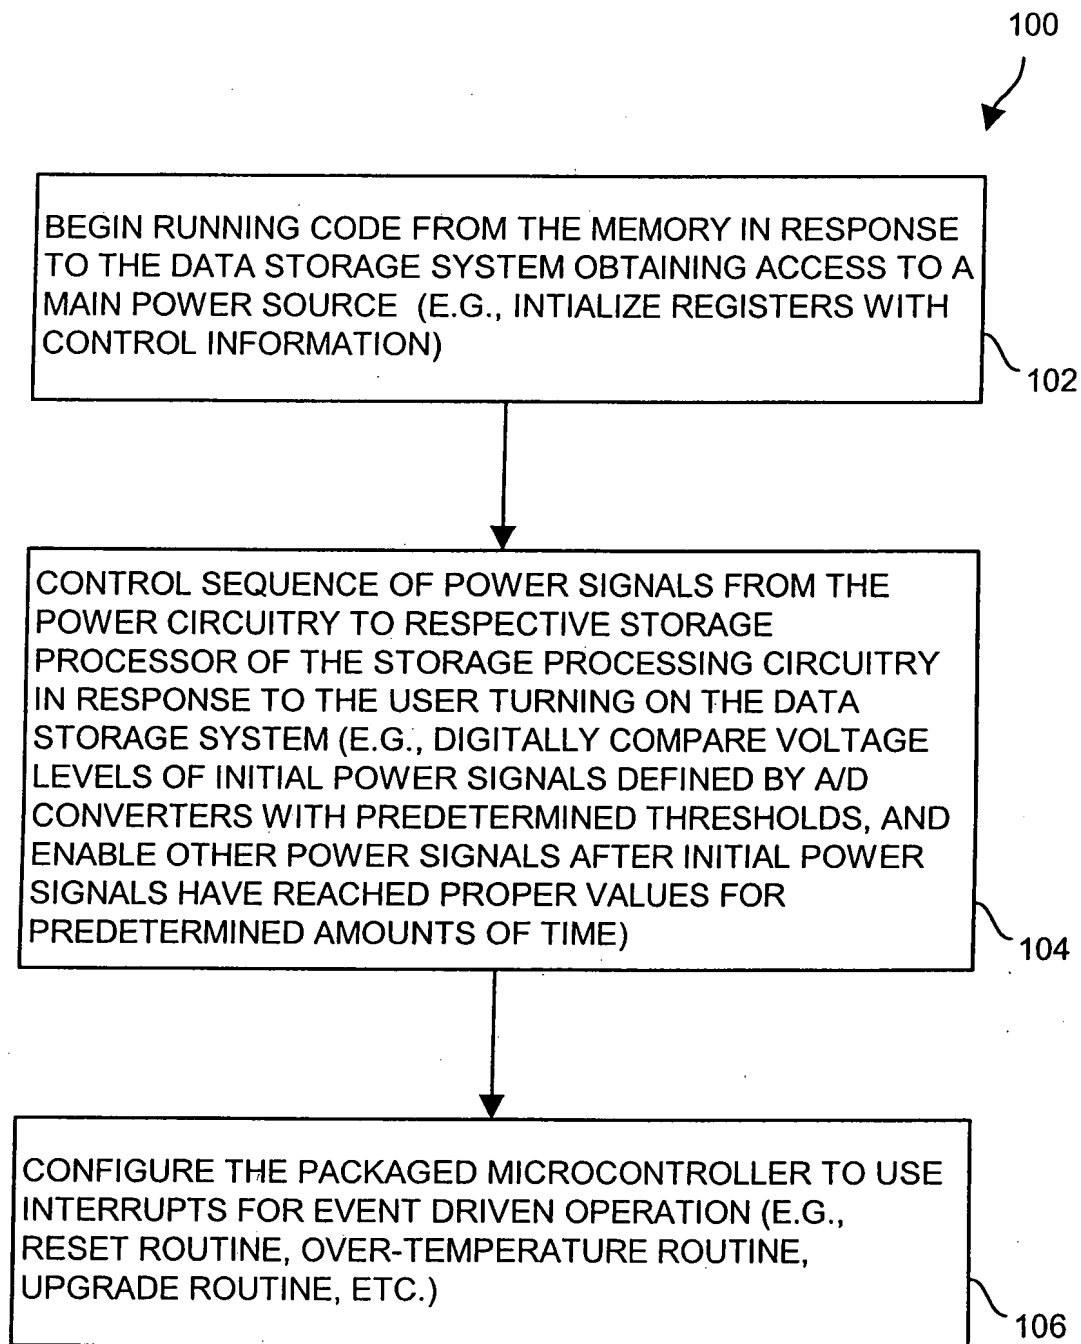 100
BEGIN RUNNING CODE FROM THE MEMORY IN RESPONSE
TO THE DATA STORAGE SYSTEM OBTAINING ACCESS TO A
MAIN POWER SOURCE (E.G., INTIALIZE REGISTERS WITH
CONTROL INFORMATION)
102
CONTROL SEQUENCE OF POWER SIGNALS FROM THE
POWER CIRCUITRY TO RESPECTIVE STORAGE
PROCESSOR OF THE STORAGE PROCESSING CIRCUITRY
IN RESPONSE TO THE USER TURNING ON THE DATA
STORAGE SYSTEM (E.G., DIGITALLY COMPARE VOLTAGE
LEVELS OF INITIAL POWER SIGNALS DEFINED BY A/D
CONVERTERS WITH PREDETERMINED THRESHOLDS, AND
ENABLE OTHER POWER SIGNALS AFTER INITIAL POWER
SIGNALS HAVE REACHED PROPER VALUES FOR
PREDETERMINED AMOUNTS OF TIME)
104
CONFIGURE THE PACKAGED MICROCONTROLLER TO USE
INTERRUPTS FOR EVENT DRIVEN OPERATION (E.G.,
RESET ROUTINE, OVER-TEMPERATURE ROUTINE,
UPGRADE ROUTINE, ETC.)
106